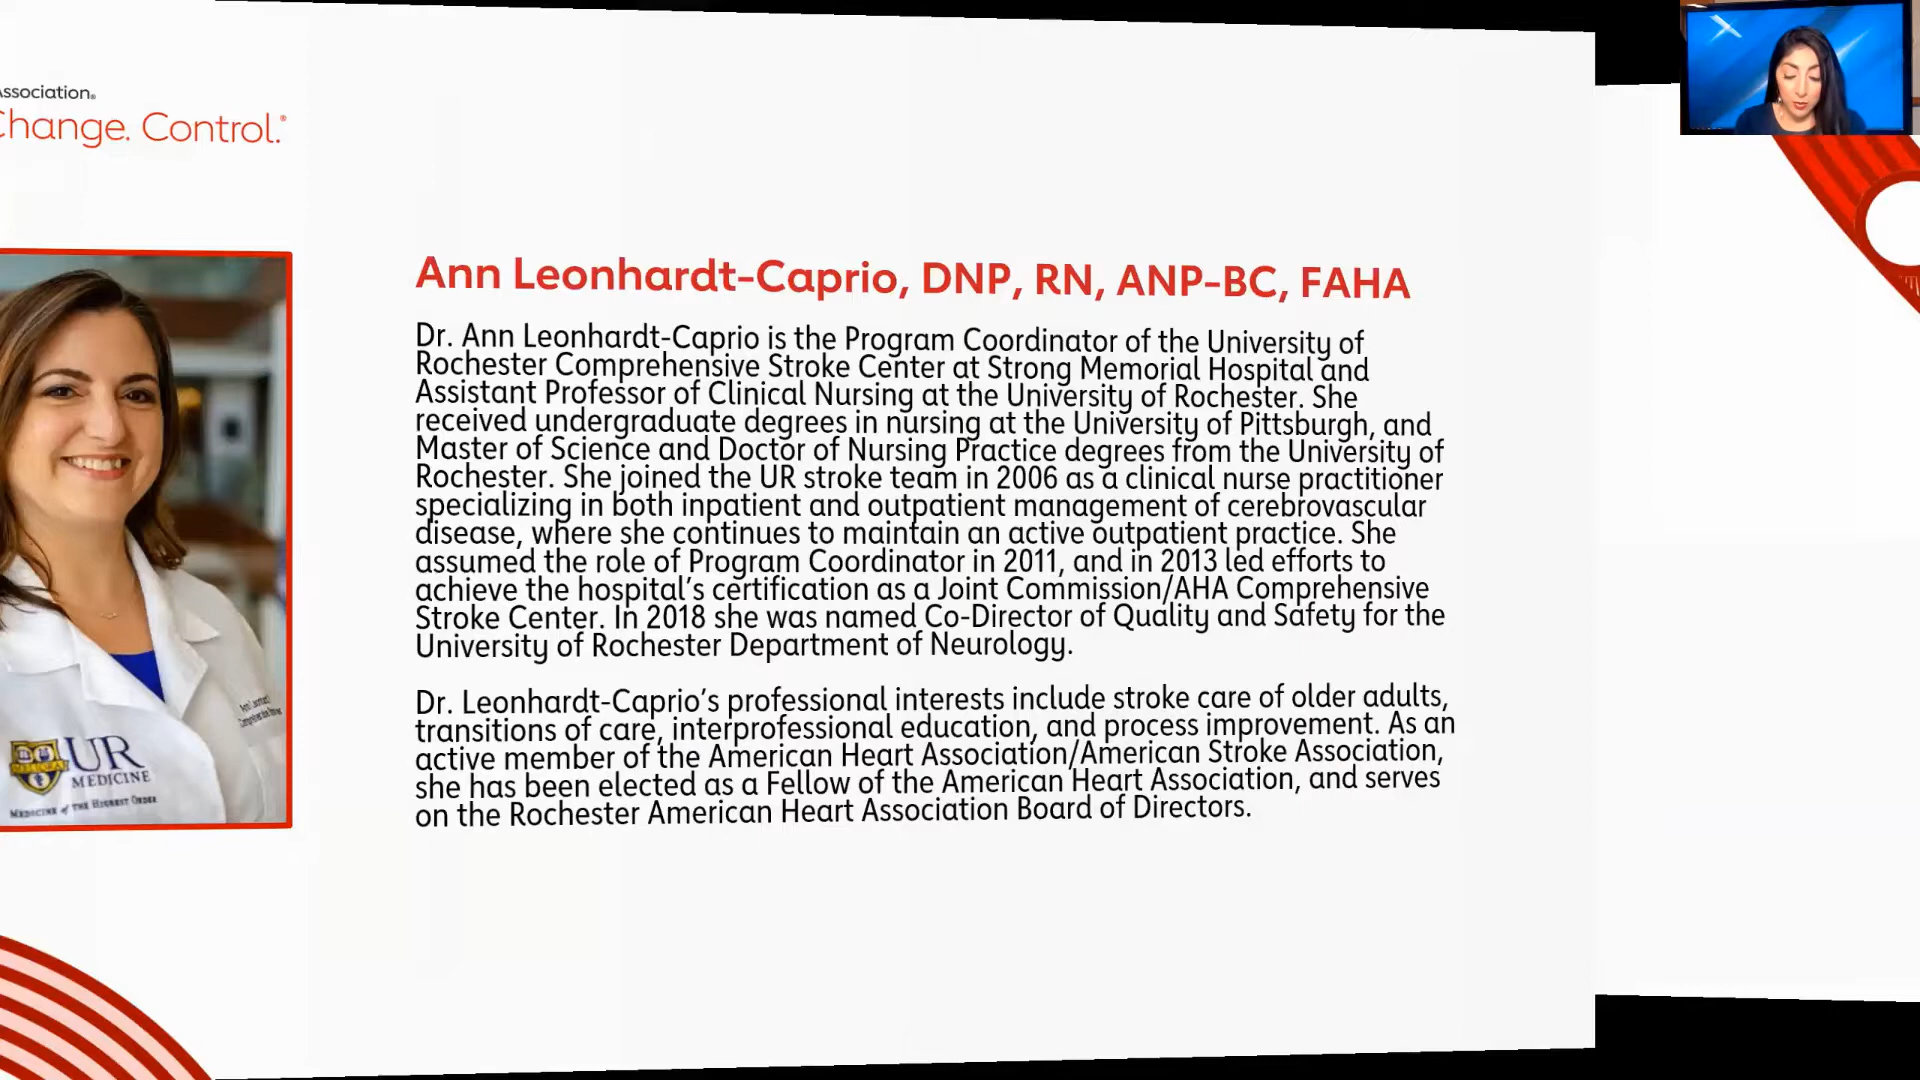 Association®
Change. Control.®
Ann Leonhardt-Caprio, DNP, RN, ANP-BC, FAHA
Dr. Ann Leonhardt-Caprio is the Program Coordinator of the University of
Rochester Comprehensive Stroke Center at Strong Memorial Hospital and
Assistant Professor of Clinical Nursing at the University of Rochester. She
received undergraduate degrees in nursing at the University of Pittsburgh, and
Master of Science and Doctor of Nursing Practice degrees from the University of
Rochester. She joined the UR stroke team in 2006 as a clinical nurse practitioner
specializing in both inpatient and outpatient management of cerebrovascular
disease, where she continues to maintain an active outpatient practice. She
assumed the role of Program Coordinator in 2011, and in 2013 led efforts to
achieve the hospital’s certification as a Joint Commission/AHA Comprehensive
Stroke Center. In 2018 she was named Co-Director of Quality and Safety for the
University of Rochester Department of Neurology.
Dr. Leonhardt-Caprio’s professional interests include stroke care of older adults,
transitions of care, interprofessional education, and process improvement. As an
active member of the American Heart Association/American Stroke Association,
she has been elected as a Fellow of the American Heart Association, and serves
on the Rochester American Heart Association Board of Directors.
UR
MEDICINE
MEDICINE of THE HIGHEST ORDER